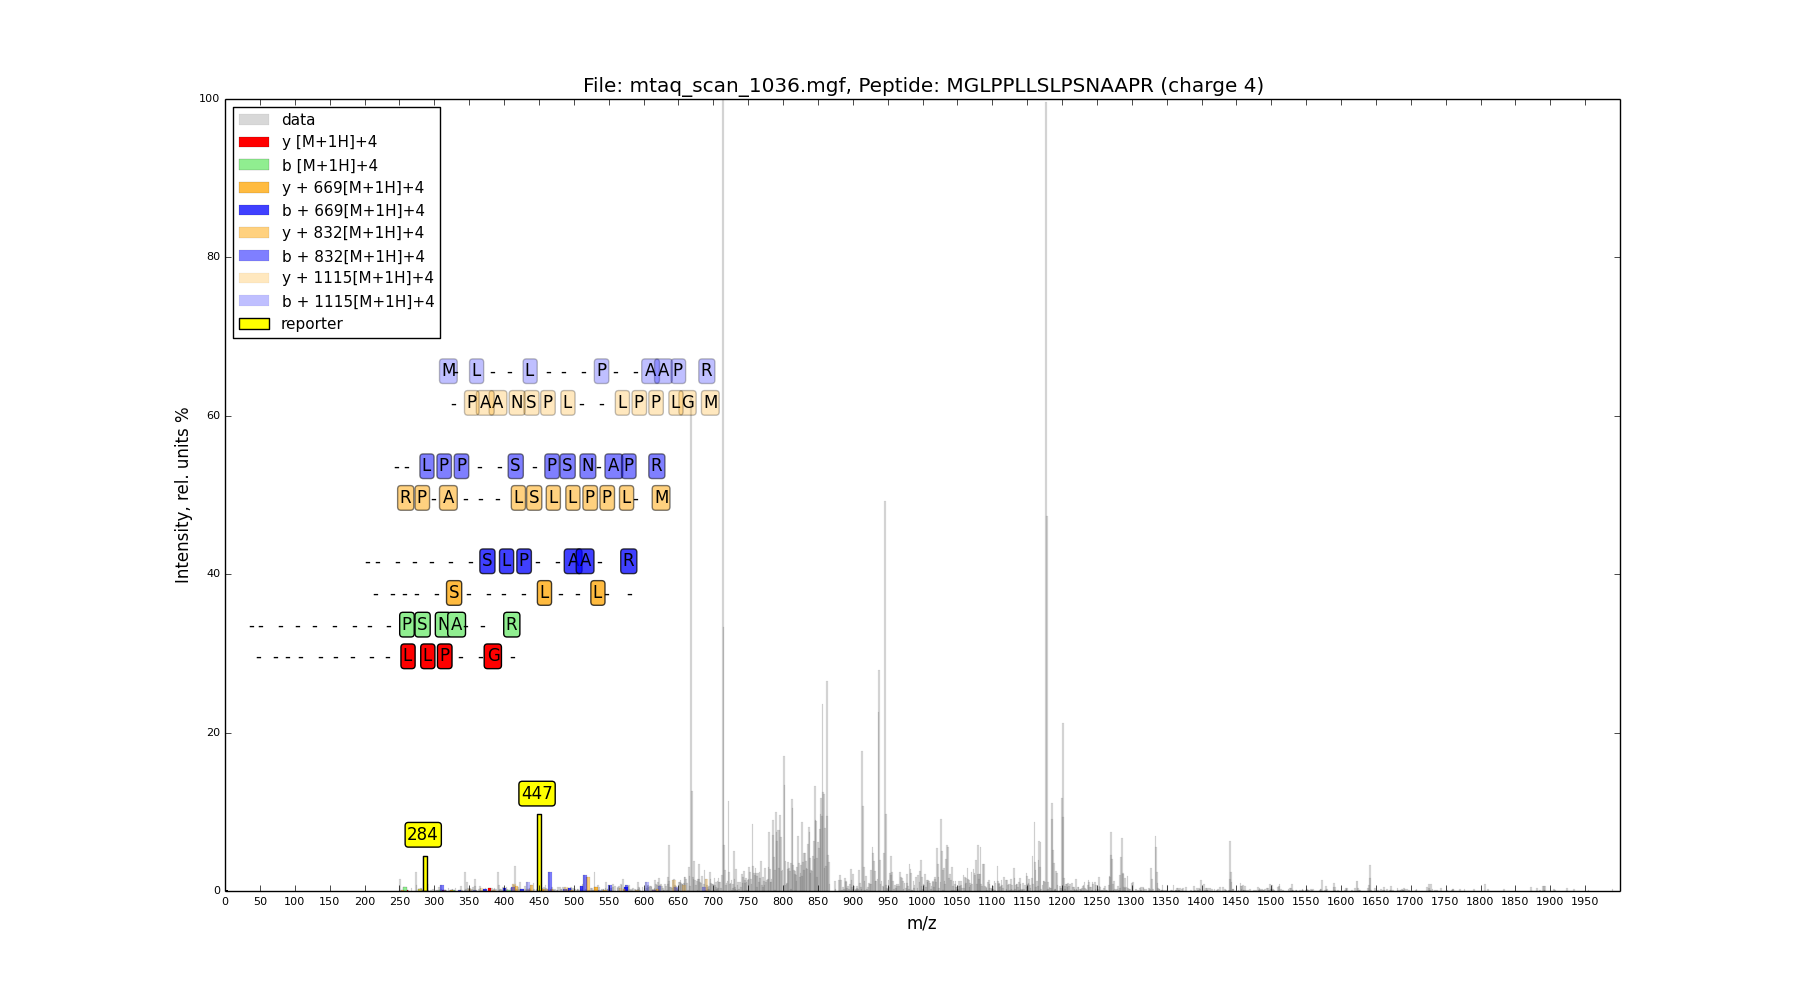 File: mtaq_scan_1036.mgf, Peptide: MGLPPLLSLPSNAAPR (charge 4)
100
data
y [M+1H]+4
b [M+1H]+4
y + 669[M+1H]+4
b + 669[M+1H]+4
y + 832[M+1H]+4
b + 832[M+1H]+4
y + 1115[M+1H]+4
b + 1115[M+1H]+4
reporter
80
M - L - - L - - - P - - A A P R
- P A A N S P L - - L P P L G M
60
- - L P P - - S - P S N - A P R
R P - A - - - L S L L P P L - M
40
- - - - - - - S L P - - A A - R
- - - - - S - - - - L - - L - -
- - - - - - - - - P S N A - - R
- - - - - - - - - L L P - - G -
20
447
284
0
Intensity, rel. units %
0 50 100 150 200 250 300 350 400 450 500 550 600 650 700 750 800 850 900 950 1000 1050 1100 1150 1200 1250 1300 1350 1400 1450 1500 1550 1600 1650 1700 1750 1800 1850 1900 1950
m/z